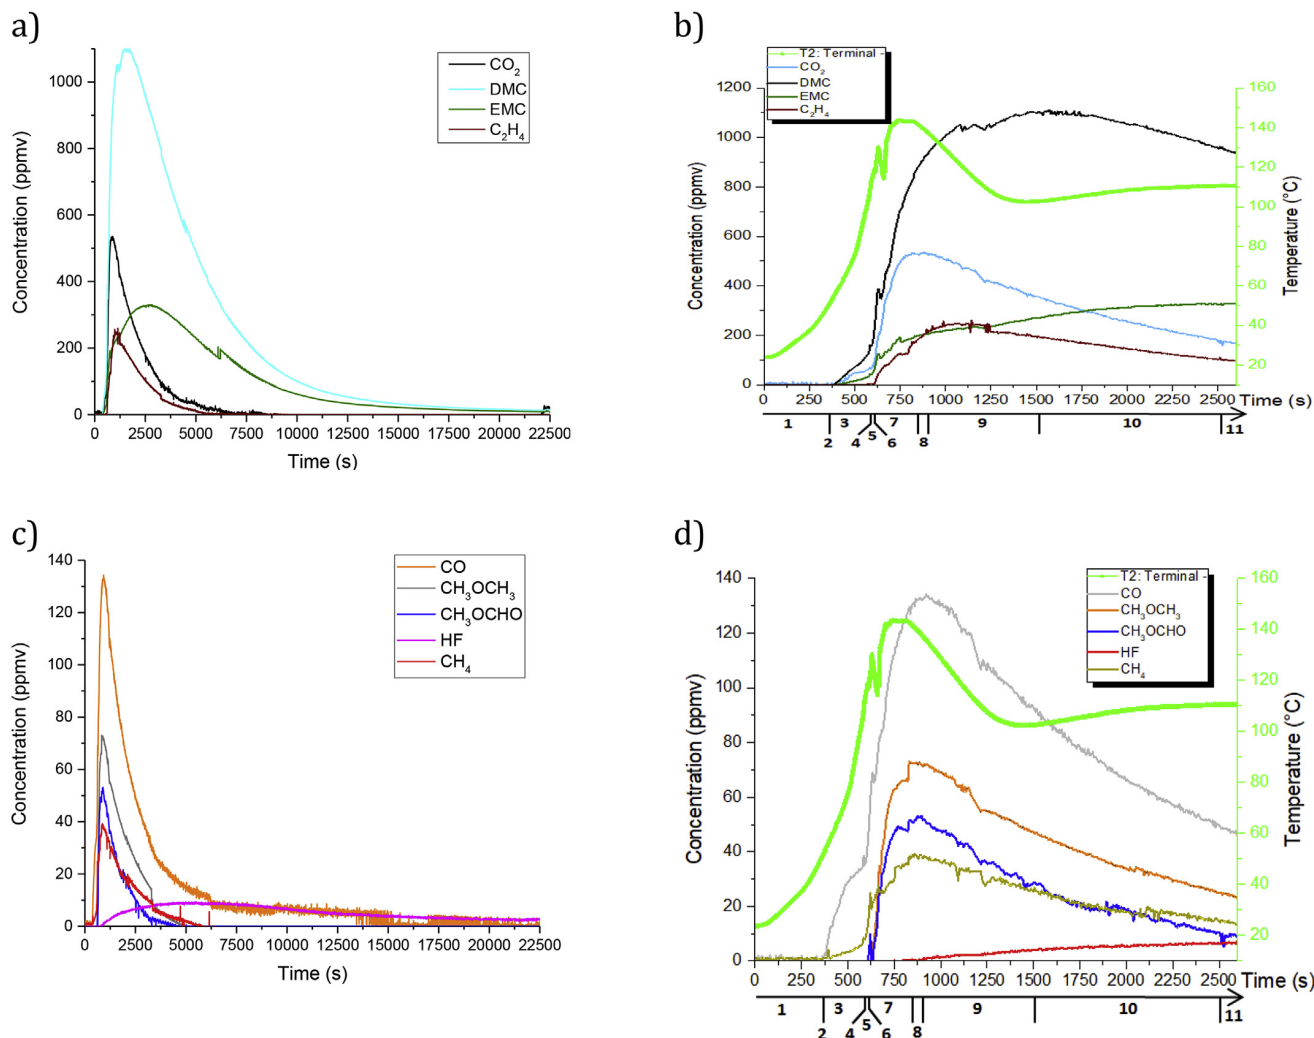 a)
CO2
DMC
EMC
C2H4
1000
800
600
400
200
0
Concentration (ppmv)
0 2500 5000 7500 10000 12500 15000 17500 20000 22500
Time (s)
b)
T2: Terminal -
CO2
DMC
EMC
C2H4
1200
1000
800
600
400
200
0
Concentration (ppmv)
160
140
120
100
80
60
40
20
Temperature (°C)
0 250 500 750 1000 1250 1500 1750 2000 2250 2500 Time (s)
1 2 3 4 5 6 7 8 9 10 11
c)
CO
CH3OCH3
CH3OCHO
HF
CH4
140
120
100
80
60
40
20
0
Concentration (ppmv)
0 2500 5000 7500 10000 12500 15000 17500 20000 22500
Time (s)
d)
T2: Terminal -
CO
CH3OCH3
CH3OCHO
HF
CH4
140
120
100
80
60
40
20
0
Concentration (ppmv)
160
140
120
100
80
60
40
20
Temperature (°C)
0 250 500 750 1000 1250 1500 1750 2000 2250 2500 Time (s)
1 2 3 4 5 6 7 8 9 10 11